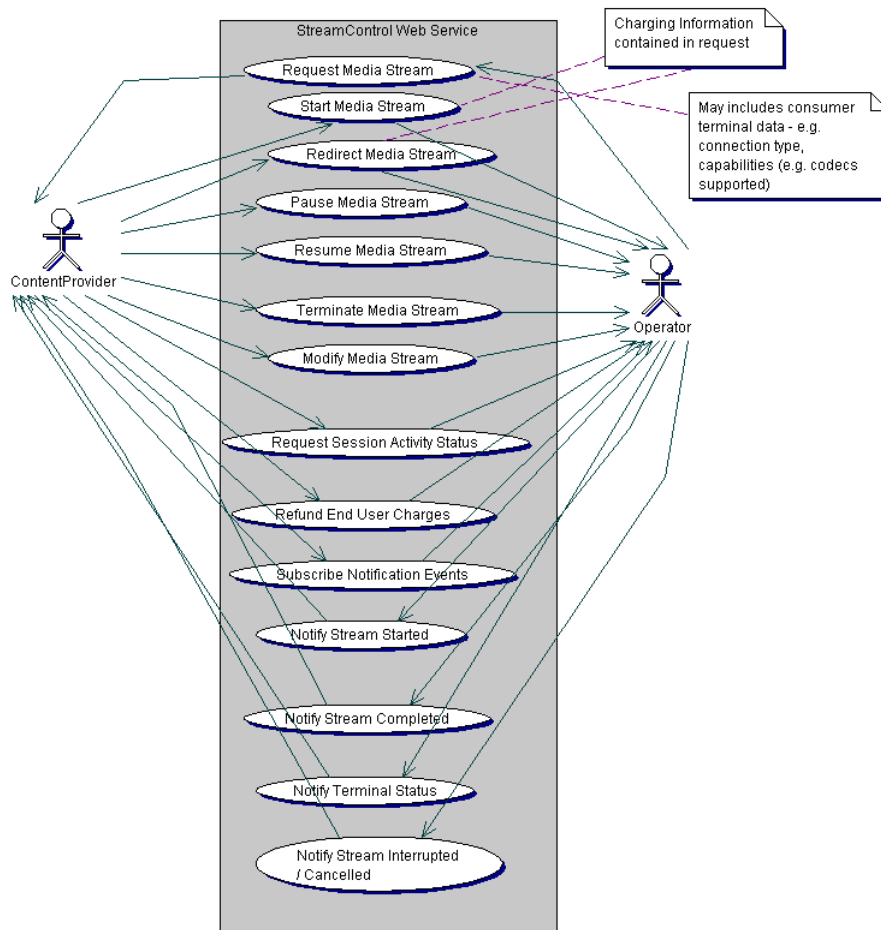 StreamControl Web Service
Charging Information
contained in request
Request Media Stream
Start Media Stream
May includes consumer
terminal data - e.g.
connection type,
capabilities (e.g. codecs
supported)
Redirect Media Stream
Pause Media Stream
Resume Media Stream
ContentProvider
Terminate Media Stream
Operator
Modify Media Stream
Request Session Activity Status
Refund End User Charges
Subscribe Notification Events
Notify Stream Started
Notify Stream Completed
Notify Terminal Status
Notify Stream Interrupted
/ Cancelled